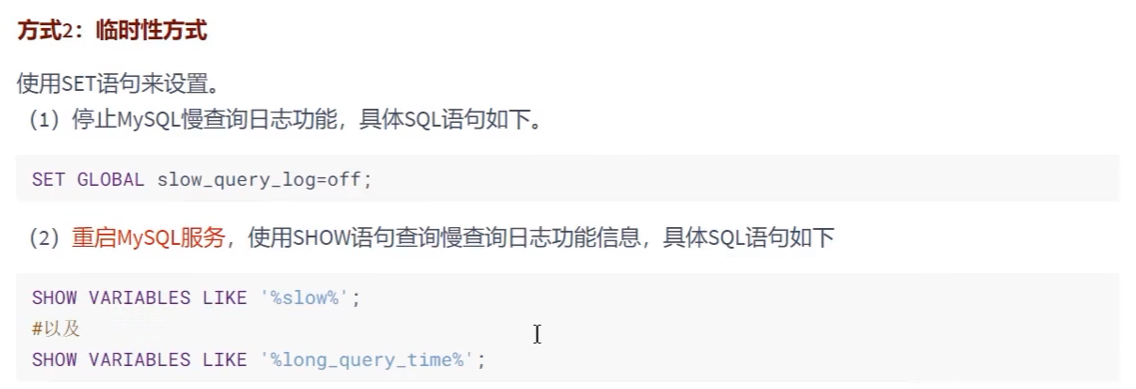 方式2：临时性方式
使用SET语句来设置。
（1）停止MySQL慢查询日志功能，具体SQL语句如下。
SET GLOBAL slow_query_log=off;
（2）重启MySQL服务，使用SHOW语句查询慢查询日志功能信息，具体SQL语句如下
SHOW VARIABLES LIKE '%slow%';
#以及
SHOW VARIABLES LIKE '%long_query_time%';